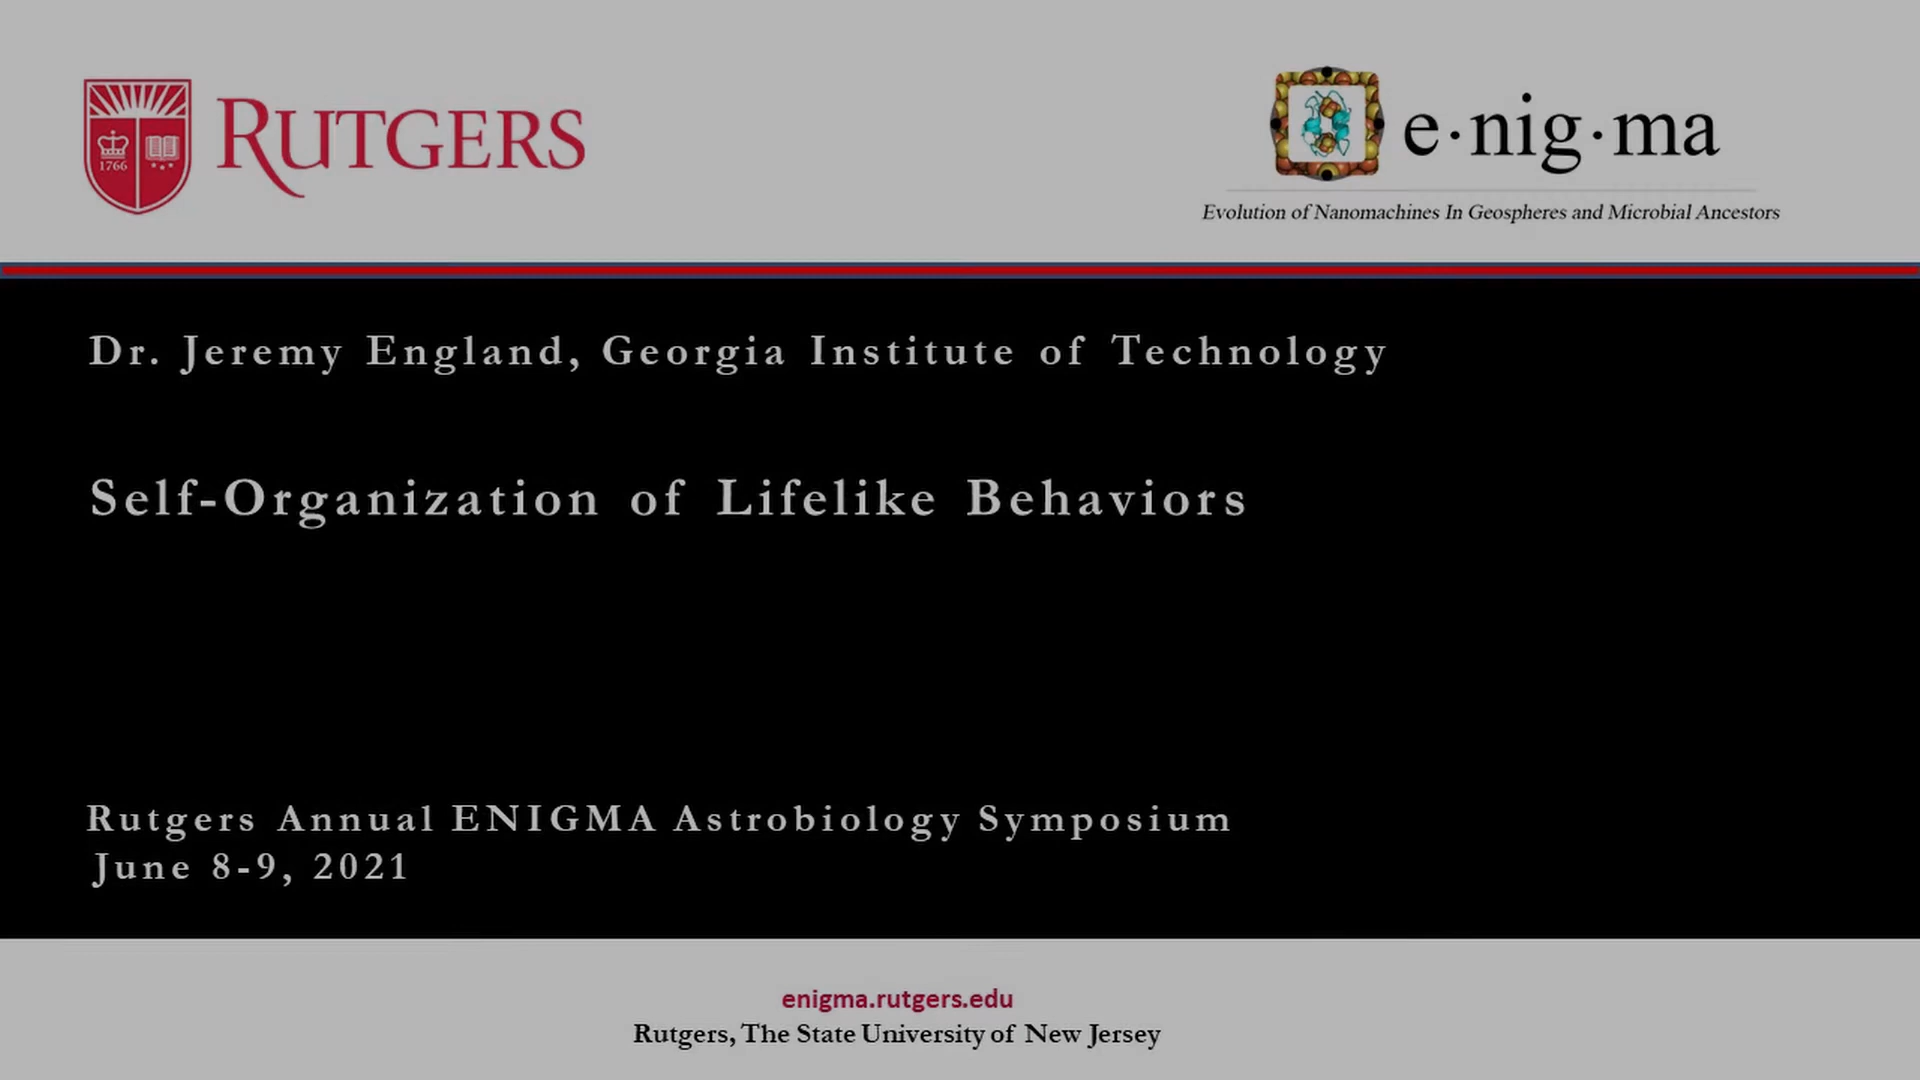 1766
RUTGERS
e·nig·ma
Evolution of Nanomachines In Geospheres and Microbial Ancestors
Dr. Jeremy England, Georgia Institute of Technology
Self-Organization of Lifelike Behaviors
Rutgers Annual ENIGMA Astrobiology Symposium
June 8-9, 2021
enigma.rutgers.edu
Rutgers, The State University of New Jersey